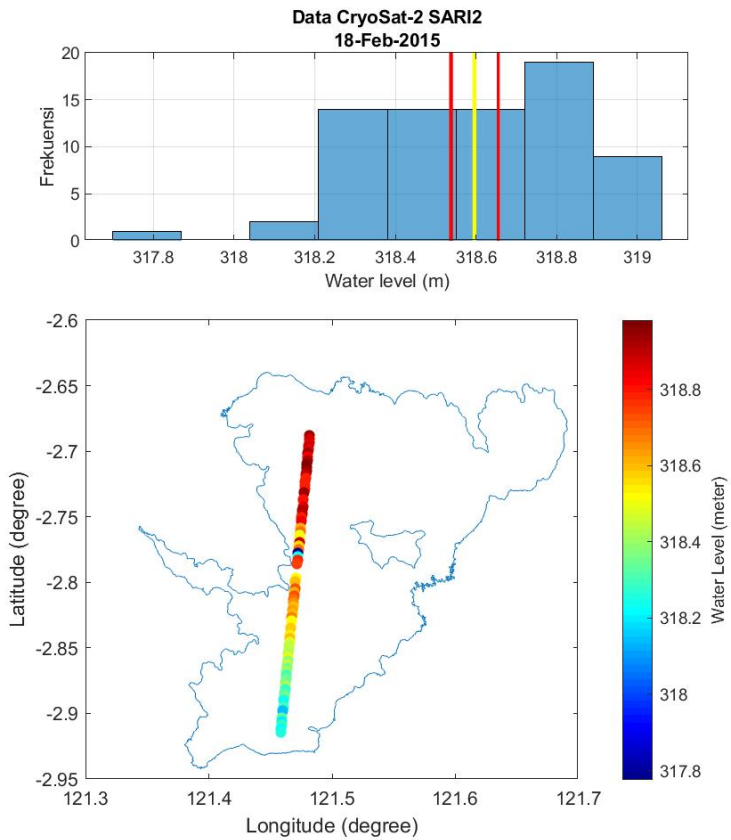 Data CryoSat-2 SARI2
18-Feb-2015
20
15
10
5
0
Frekuensi
317.8 318 318.2 318.4 318.6 318.8 319
Water level (m)
-2.6
-2.65
-2.7
-2.75
-2.8
-2.85
-2.9
-2.95
Latitude (degree)
121.3 121.4 121.5 121.6 121.7
Longitude (degree)
318.8
318.6
318.4
318.2
318
317.8
Water Level (meter)